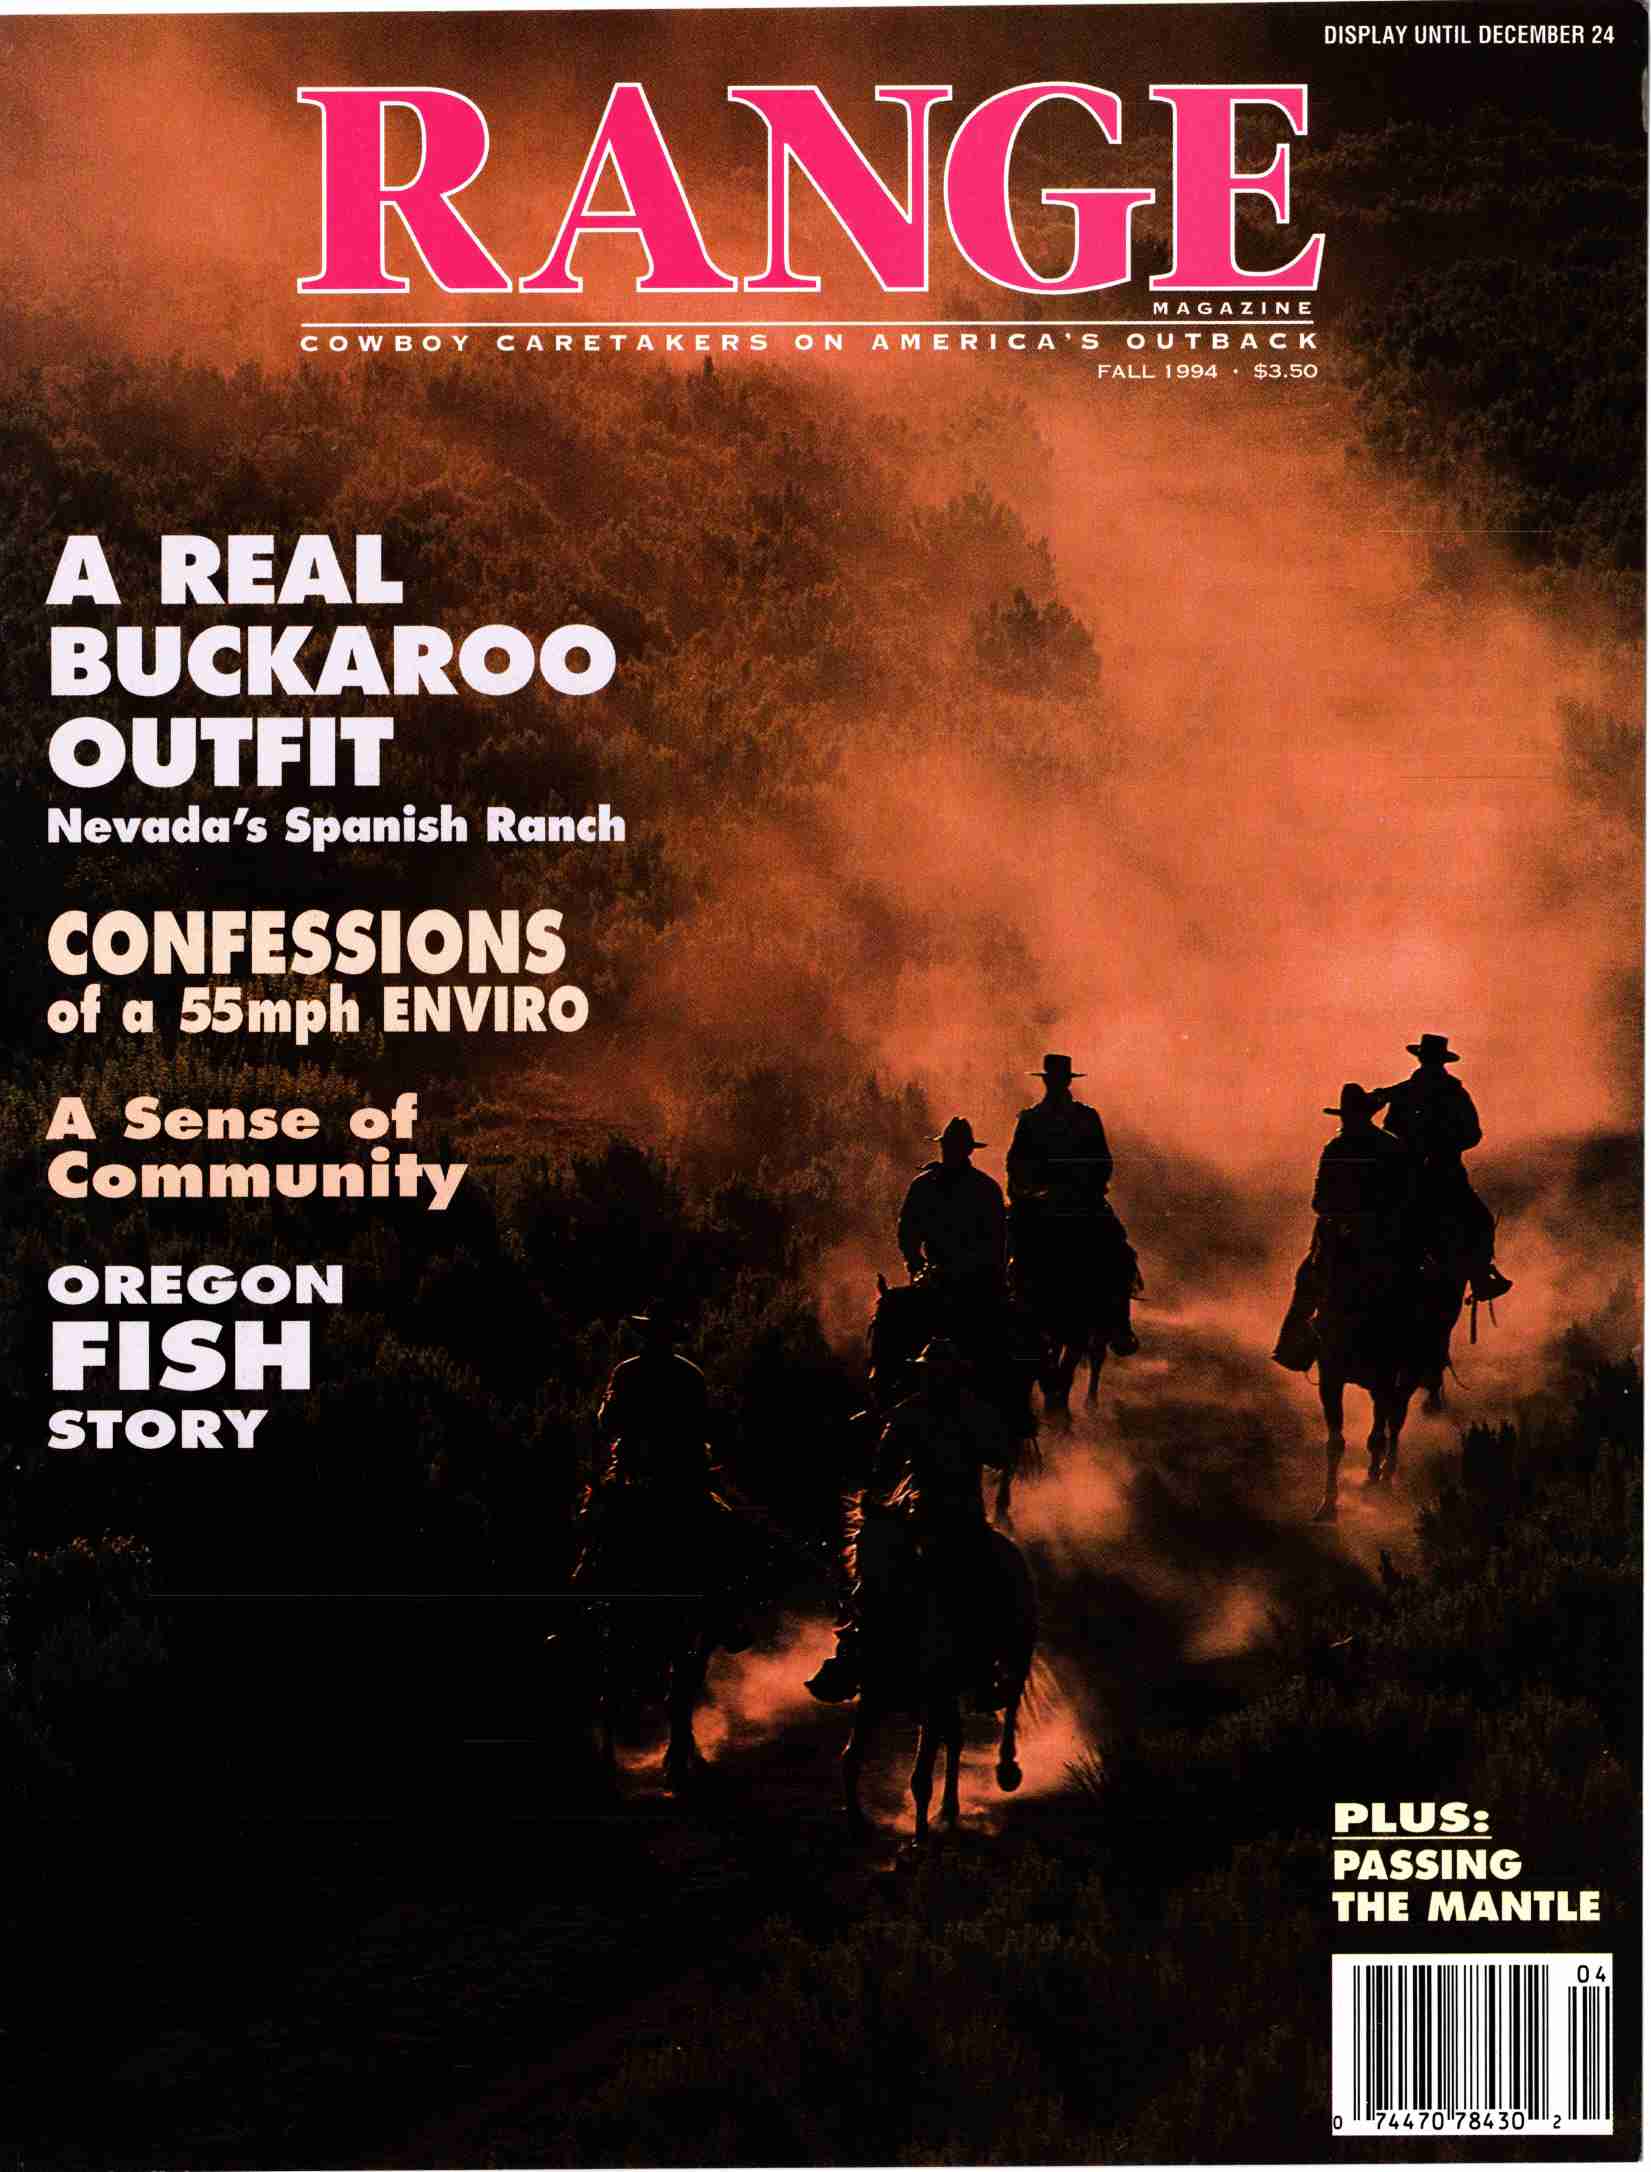 DISPLAY UNTIL DECEMBER 24
RANGE
MAGAZINE
COWBOY CARETAKERS ON AMERICA'S OUTBACK
FALL 1994 · $3.50
A REAL
BUCKAROO
OUTFIT
Nevada's Spanish Ranch
CONFESSIONS
of a 55mph ENVIRO
A Sense of
Community
OREGON
FISH
STORY
PLUS:
PASSING
THE MANTLE
04
0 74470 78430 2